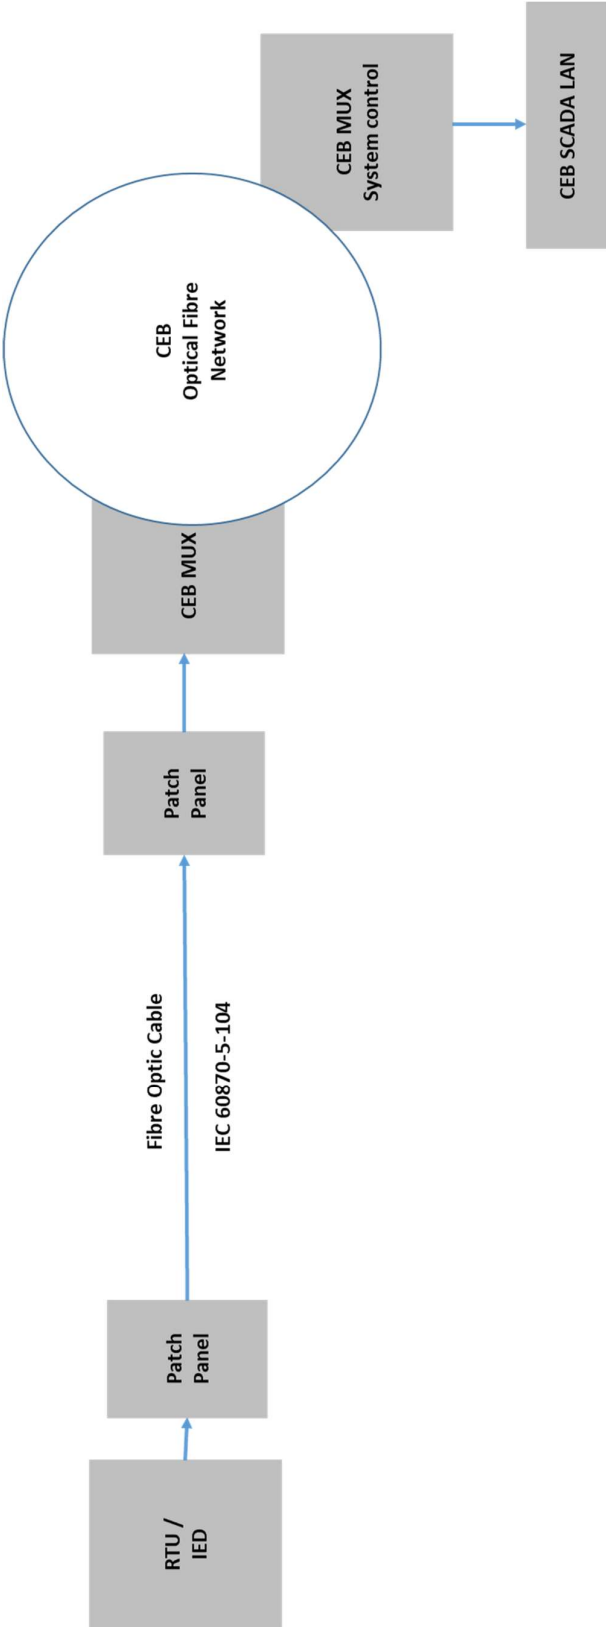 RTU /
IED
Patch
Panel
Fibre Optic Cable
IEC 60870-5-104
Patch
Panel
CEB MUX
CEB
Optical Fibre
Network
CEB MUX
System control
CEB SCADA LAN